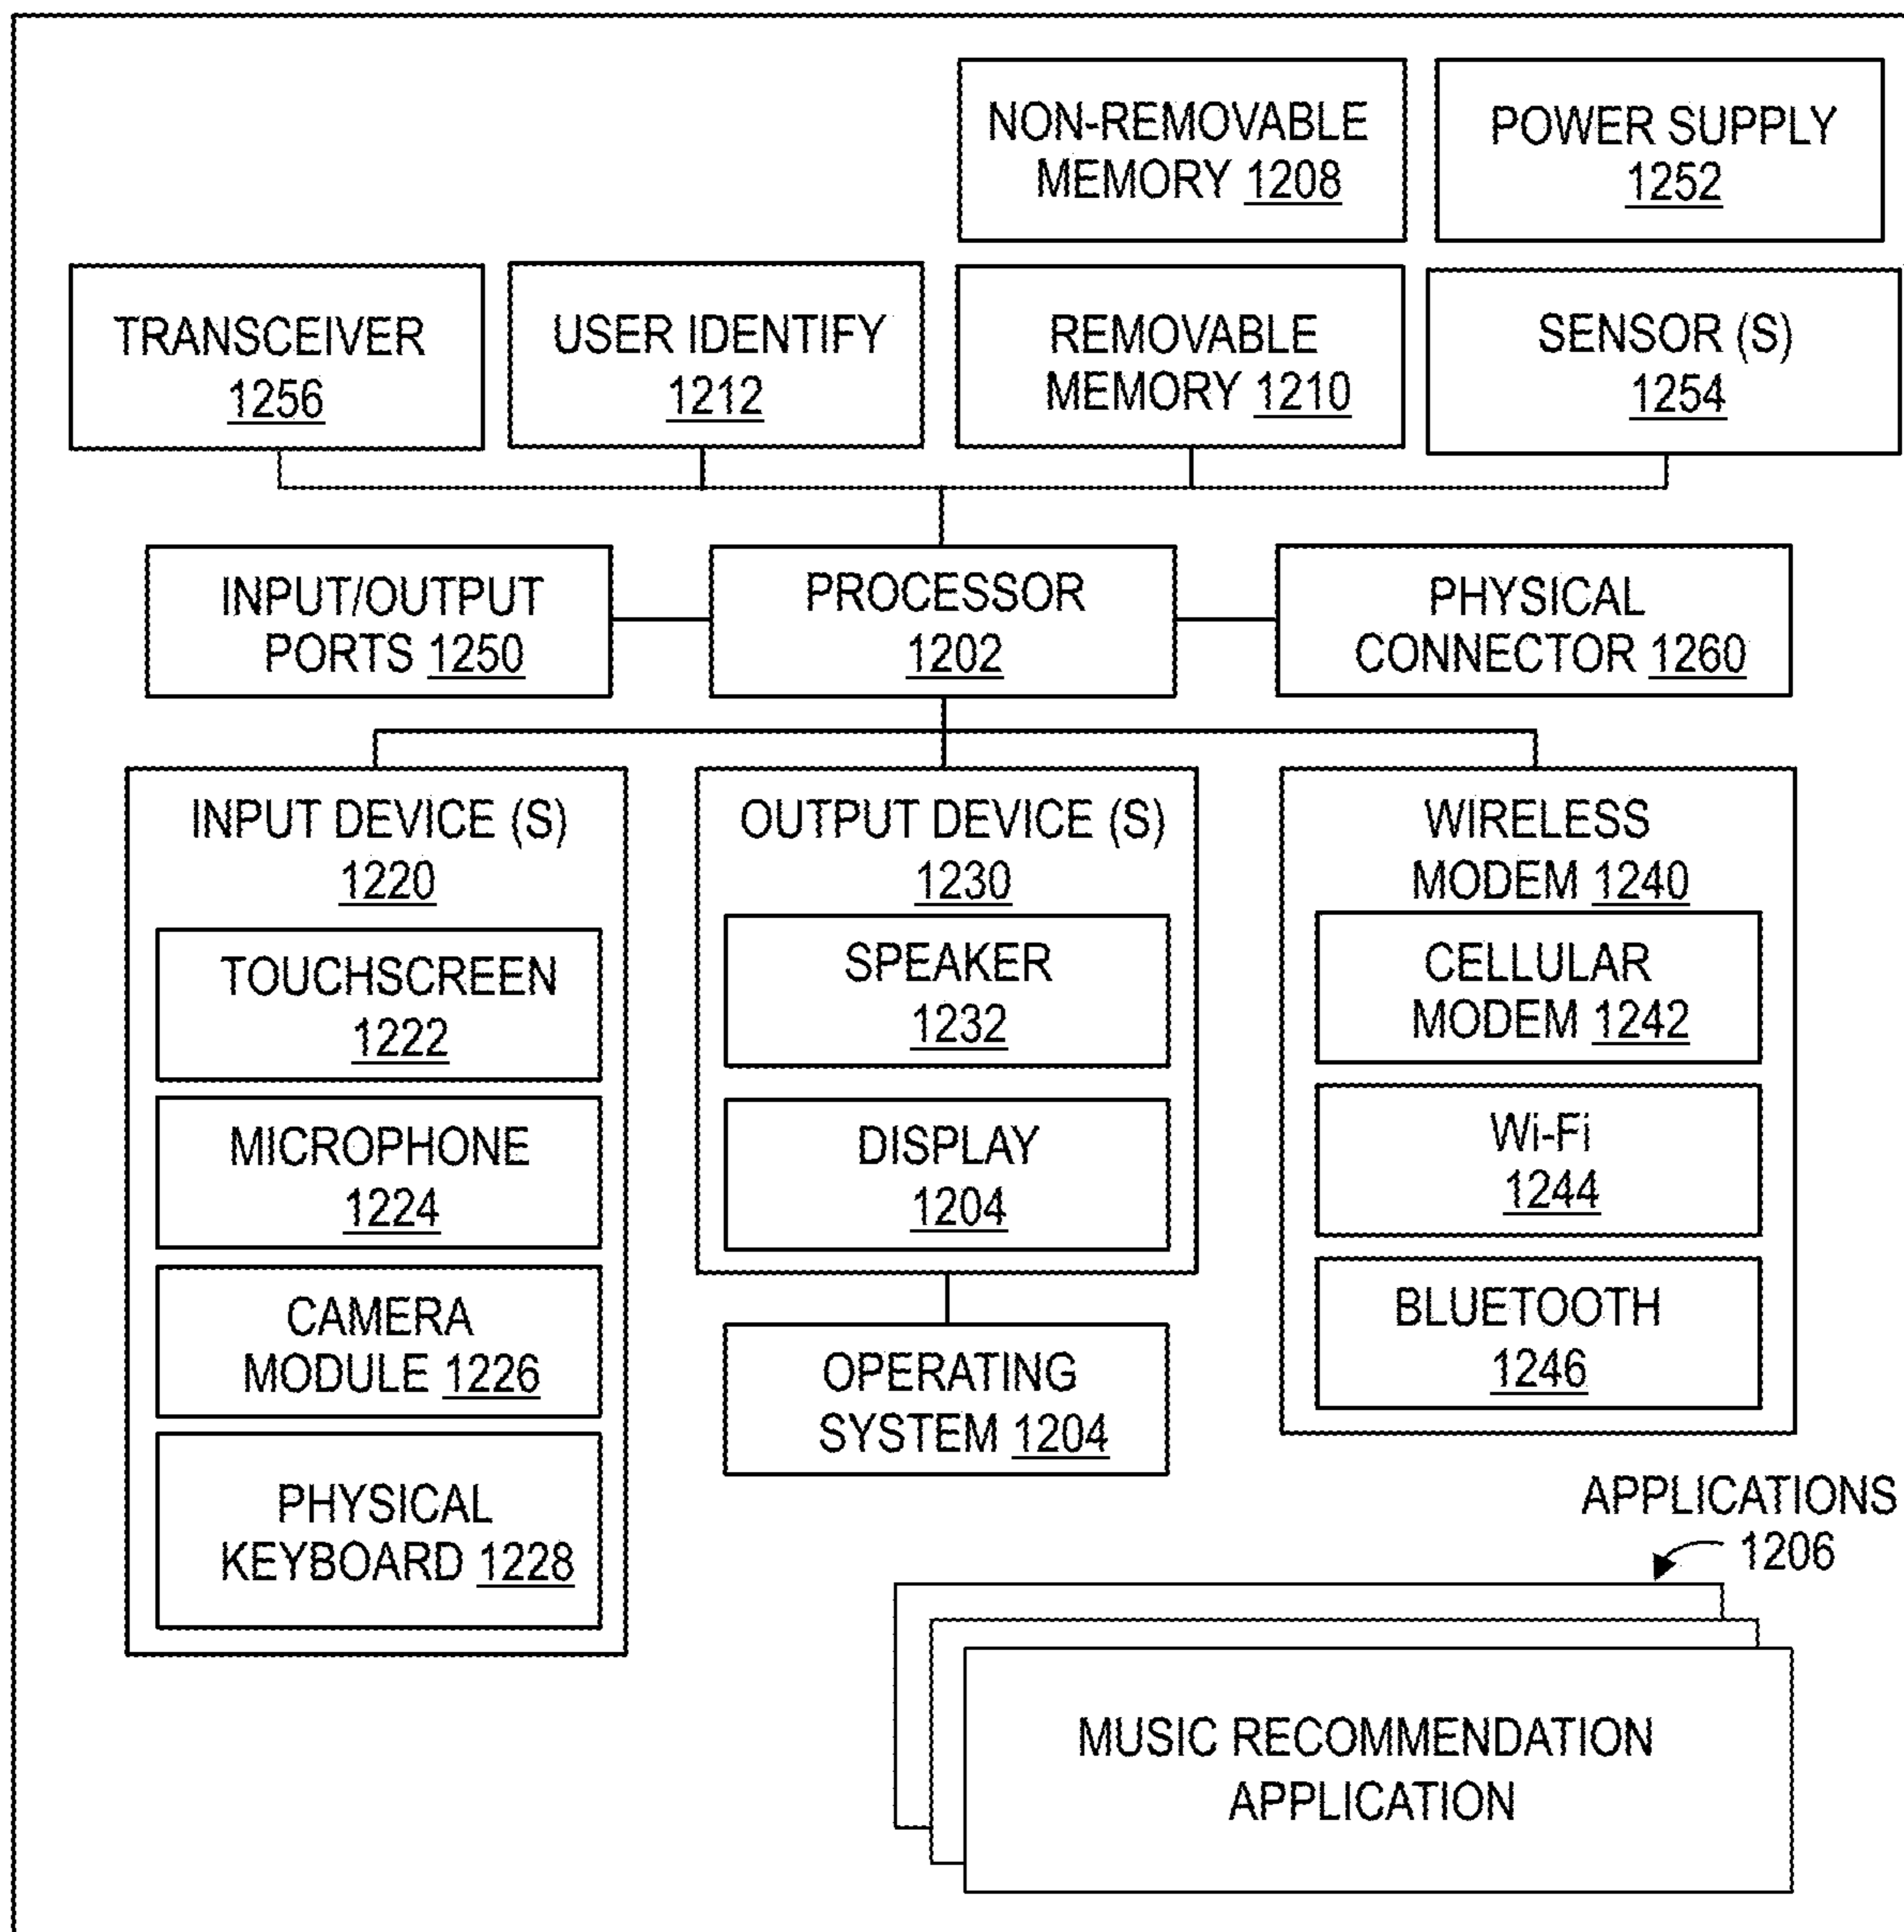 NON-REMOVABLE
MEMORY 1208
POWER SUPPLY
1252
TRANSCEIVER
1256
USER IDENTIFY
1212
REMOVABLE
MEMORY 1210
SENSOR (S)
1254
INPUT/OUTPUT
PORTS 1250
PROCESSOR
1202
PHYSICAL
CONNECTOR 1260
INPUT DEVICE (S)
1220
TOUCHSCREEN
1222
MICROPHONE
1224
CAMERA
MODULE 1226
PHYSICAL
KEYBOARD 1228
OUTPUT DEVICE (S)
1230
SPEAKER
1232
DISPLAY
1204
OPERATING
SYSTEM 1204
WIRELESS
MODEM 1240
CELLULAR
MODEM 1242
Wi-Fi
1244
BLUETOOTH
1246
APPLICATIONS
1206
MUSIC RECOMMENDATION
APPLICATION